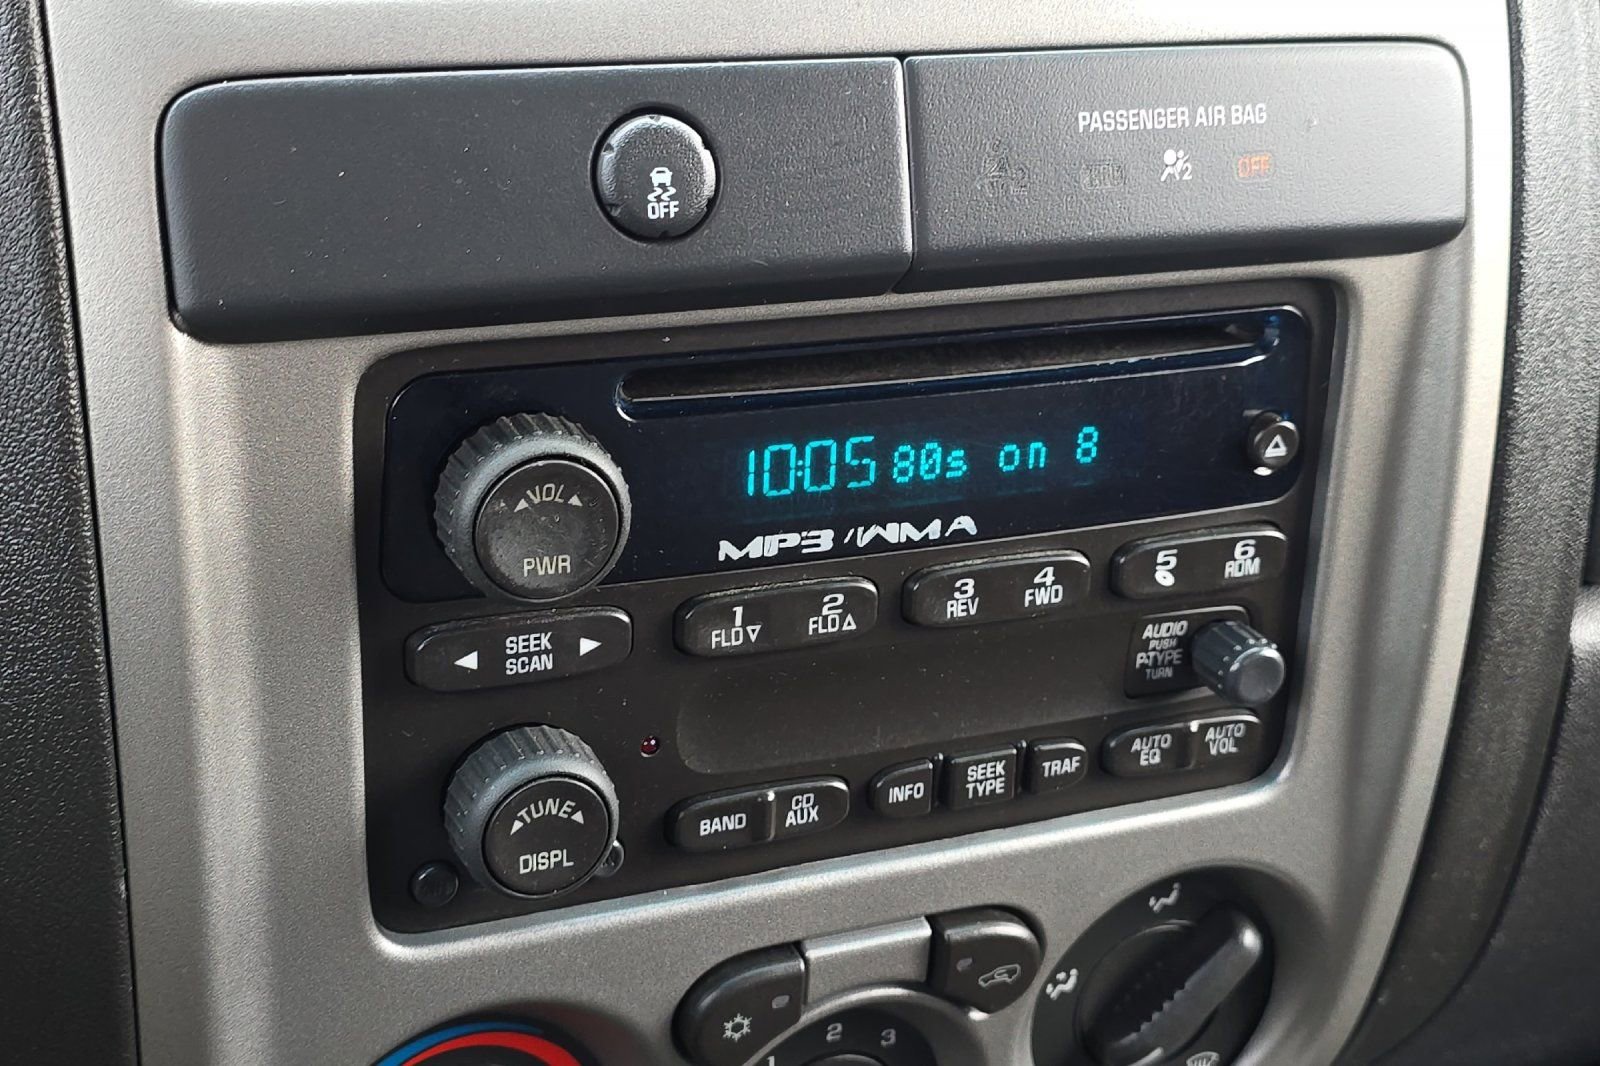 PASSENGER AIR BAG
OFF
2
OFF
10:05 80s on 8
VOL
PWR
MP3/WMA
1
FLD
2
FLD
3
REV
4
FWD
5
6
RDM
SEEK
SCAN
AUDIO
PUSH
P-TYPE
TURN
TUNE
DISPL
BAND
CD
AUX
INFO
SEEK
TYPE
TRAF
AUTO
EQ
AUTO
VOL
1
2
3